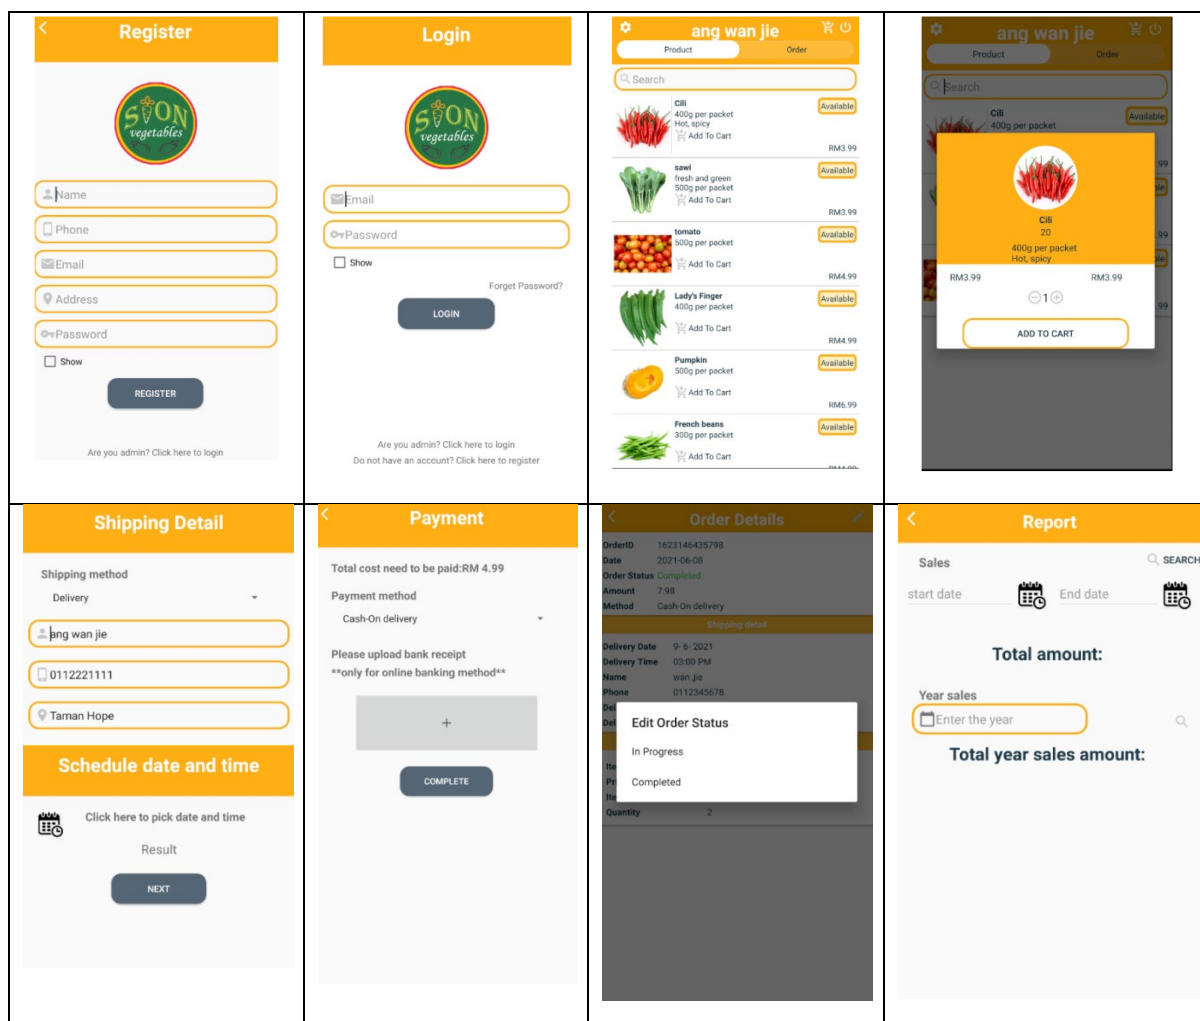 Register
SION
vegetables
Name
Phone
Email
Address
Password
Show
REGISTER
Are you admin? Click here to login
Login
SION
vegetables
Email
Password
Show
Forget Password?
LOGIN
Are you admin? Click here to login
Do not have an account? Click here to register
ang wan jie
Product Order
Search
Cili Available
400g per packet
Hot, spicy
Add To Cart
RM3.99
sawi Available
fresh and green
500g per packet
Add To Cart
RM3.99
tomato Available
500g per packet
Add To Cart
RM4.99
Lady's Finger Available
400g per packet
Add To Cart
RM4.99
Pumpkin Available
500g per packet
Add To Cart
RM6.99
French beans Available
300g per packet
Add To Cart
ang wan jie
Product Order
Search
Cili Available
400g per packet
Cili
20
400g per packet
Hot, spicy
RM3.99 RM3.99
1
ADD TO CART
Shipping Detail
Shipping method
Delivery
ang wan jie
0112221111
Taman Hope
Schedule date and time
Click here to pick date and time
Result
NEXT
Payment
Total cost need to be paid:RM 4.99
Payment method
Cash-On delivery
Please upload bank receipt
**only for online banking method**
+
COMPLETE
Order Details
OrderID 1623146435798
Date 2021-06-08
Order Status Completed
Amount 7.98
Method Cash On delivery
Shipping detail
Delivery Date 9- 6- 2021
Delivery Time 03:00 PM
Name wan jie
Phone 0112345678
Edit Order Status
In Progress
Completed
Quantity 2
Report
Sales SEARCH
start date End date
Total amount:
Year sales
Enter the year
Total year sales amount: